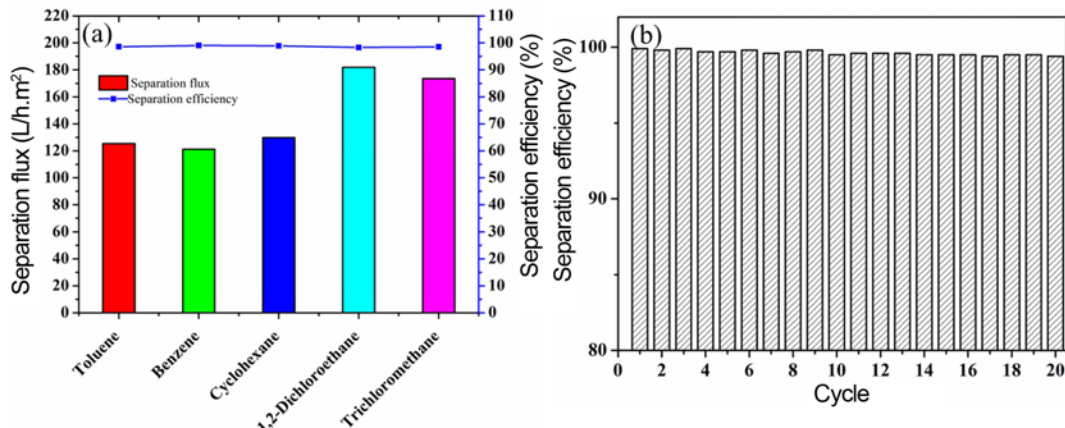 (a)
Separation flux (L/h.m²)
220
200
180
160
140
120
100
80
60
40
20
0
Separation flux
Separation efficiency
110
100
90
80
70
60
50
40
30
20
10
0
Separation efficiency (%)
Toluene
Benzene
Cyclohexane
1,2-Dichloroethane
Trichloromethane
(b)
Separation efficiency (%)
100
90
80
0 2 4 6 8 10 12 14 16 18 20
Cycle